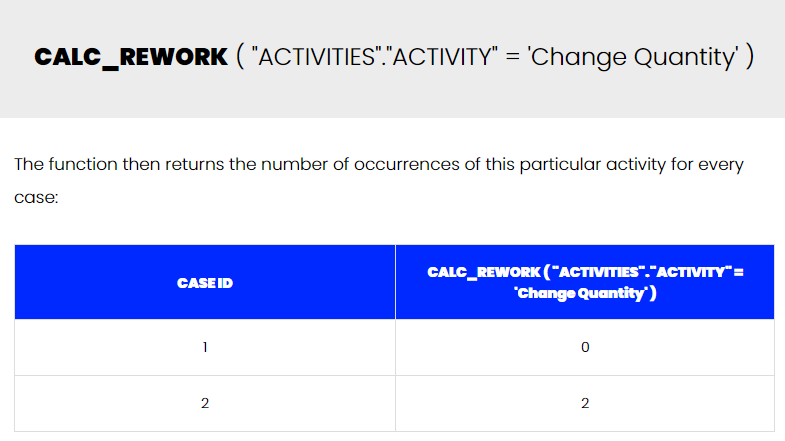 CALC_REWORK ( "ACTIVITIES"."ACTIVITY" = 'Change Quantity' )
The function then returns the number of occurrences of this particular activity for every
case:
CASE ID
CALC_REWORK ( "ACTIVITIES"."ACTIVITY" =
'Change Quantity' )
1
0
2
2